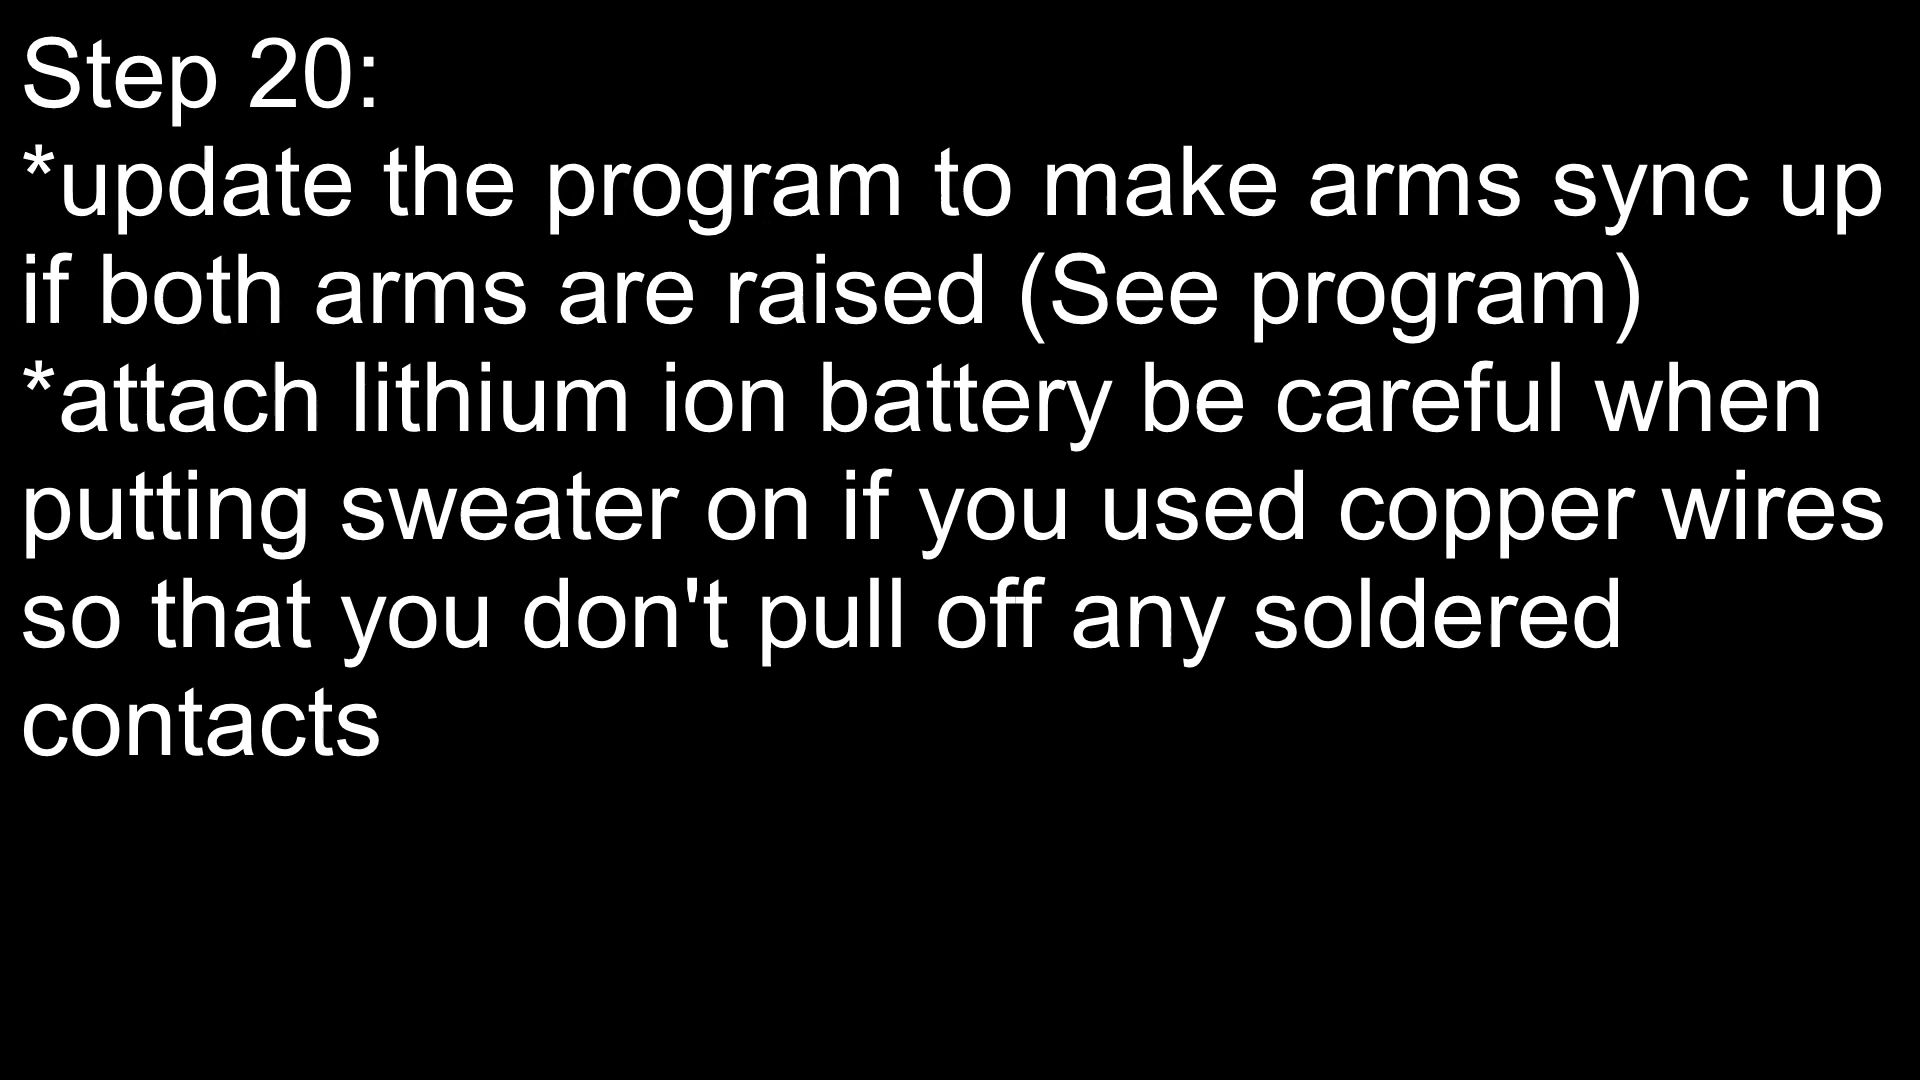 Step 20:
*update the program to make arms sync up
if both arms are raised (See program)
*attach lithium ion battery be careful when
putting sweater on if you used copper wires
so that you don't pull off any soldered
contacts